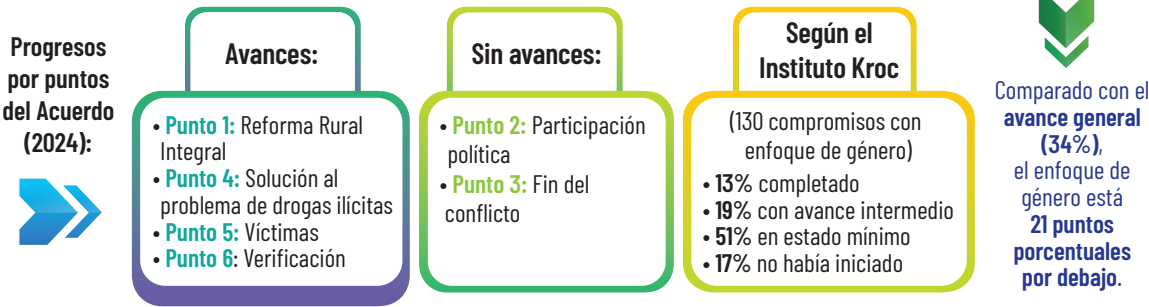 Progresos
por puntos
del Acuerdo
(2024):
Avances:
• Punto 1: Reforma Rural
Integral
• Punto 4: Solución al
problema de drogas ilícitas
• Punto 5: Víctimas
• Punto 6: Verificación
Sin avances:
• Punto 2: Participación
política
• Punto 3: Fin del
conflicto
Según el
Instituto Kroc
(130 compromisos con
enfoque de género)
• 13% completado
• 19% con avance intermedio
• 51% en estado mínimo
• 17% no había iniciado
Comparado con el
avance general
(34%),
el enfoque de
género está
21 puntos
porcentuales
por debajo.